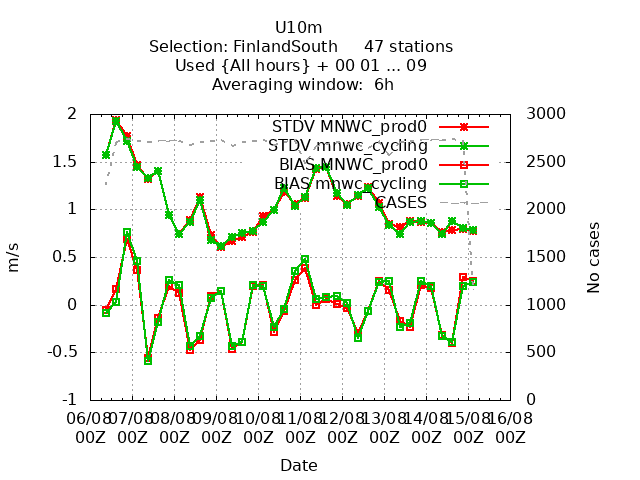 U10m
Selection: FinlandSouth 47 stations
Used {All hours} + 00 01 ... 09
Averaging window: 6h
2 3000
STDV MNWC_prod0
STDV mnwc_cycling
1.5 2500
BIAS MNWC_prod0
BIAS mnwc_cycling
CASES
1 2000
0.5 1500
0 1000
-0.5 500
-1 0
m/s
No cases
06/08 07/08 08/08 09/08 10/08 11/08 12/08 13/08 14/08 15/08 16/08
00Z 00Z 00Z 00Z 00Z 00Z 00Z 00Z 00Z 00Z 00Z
Date